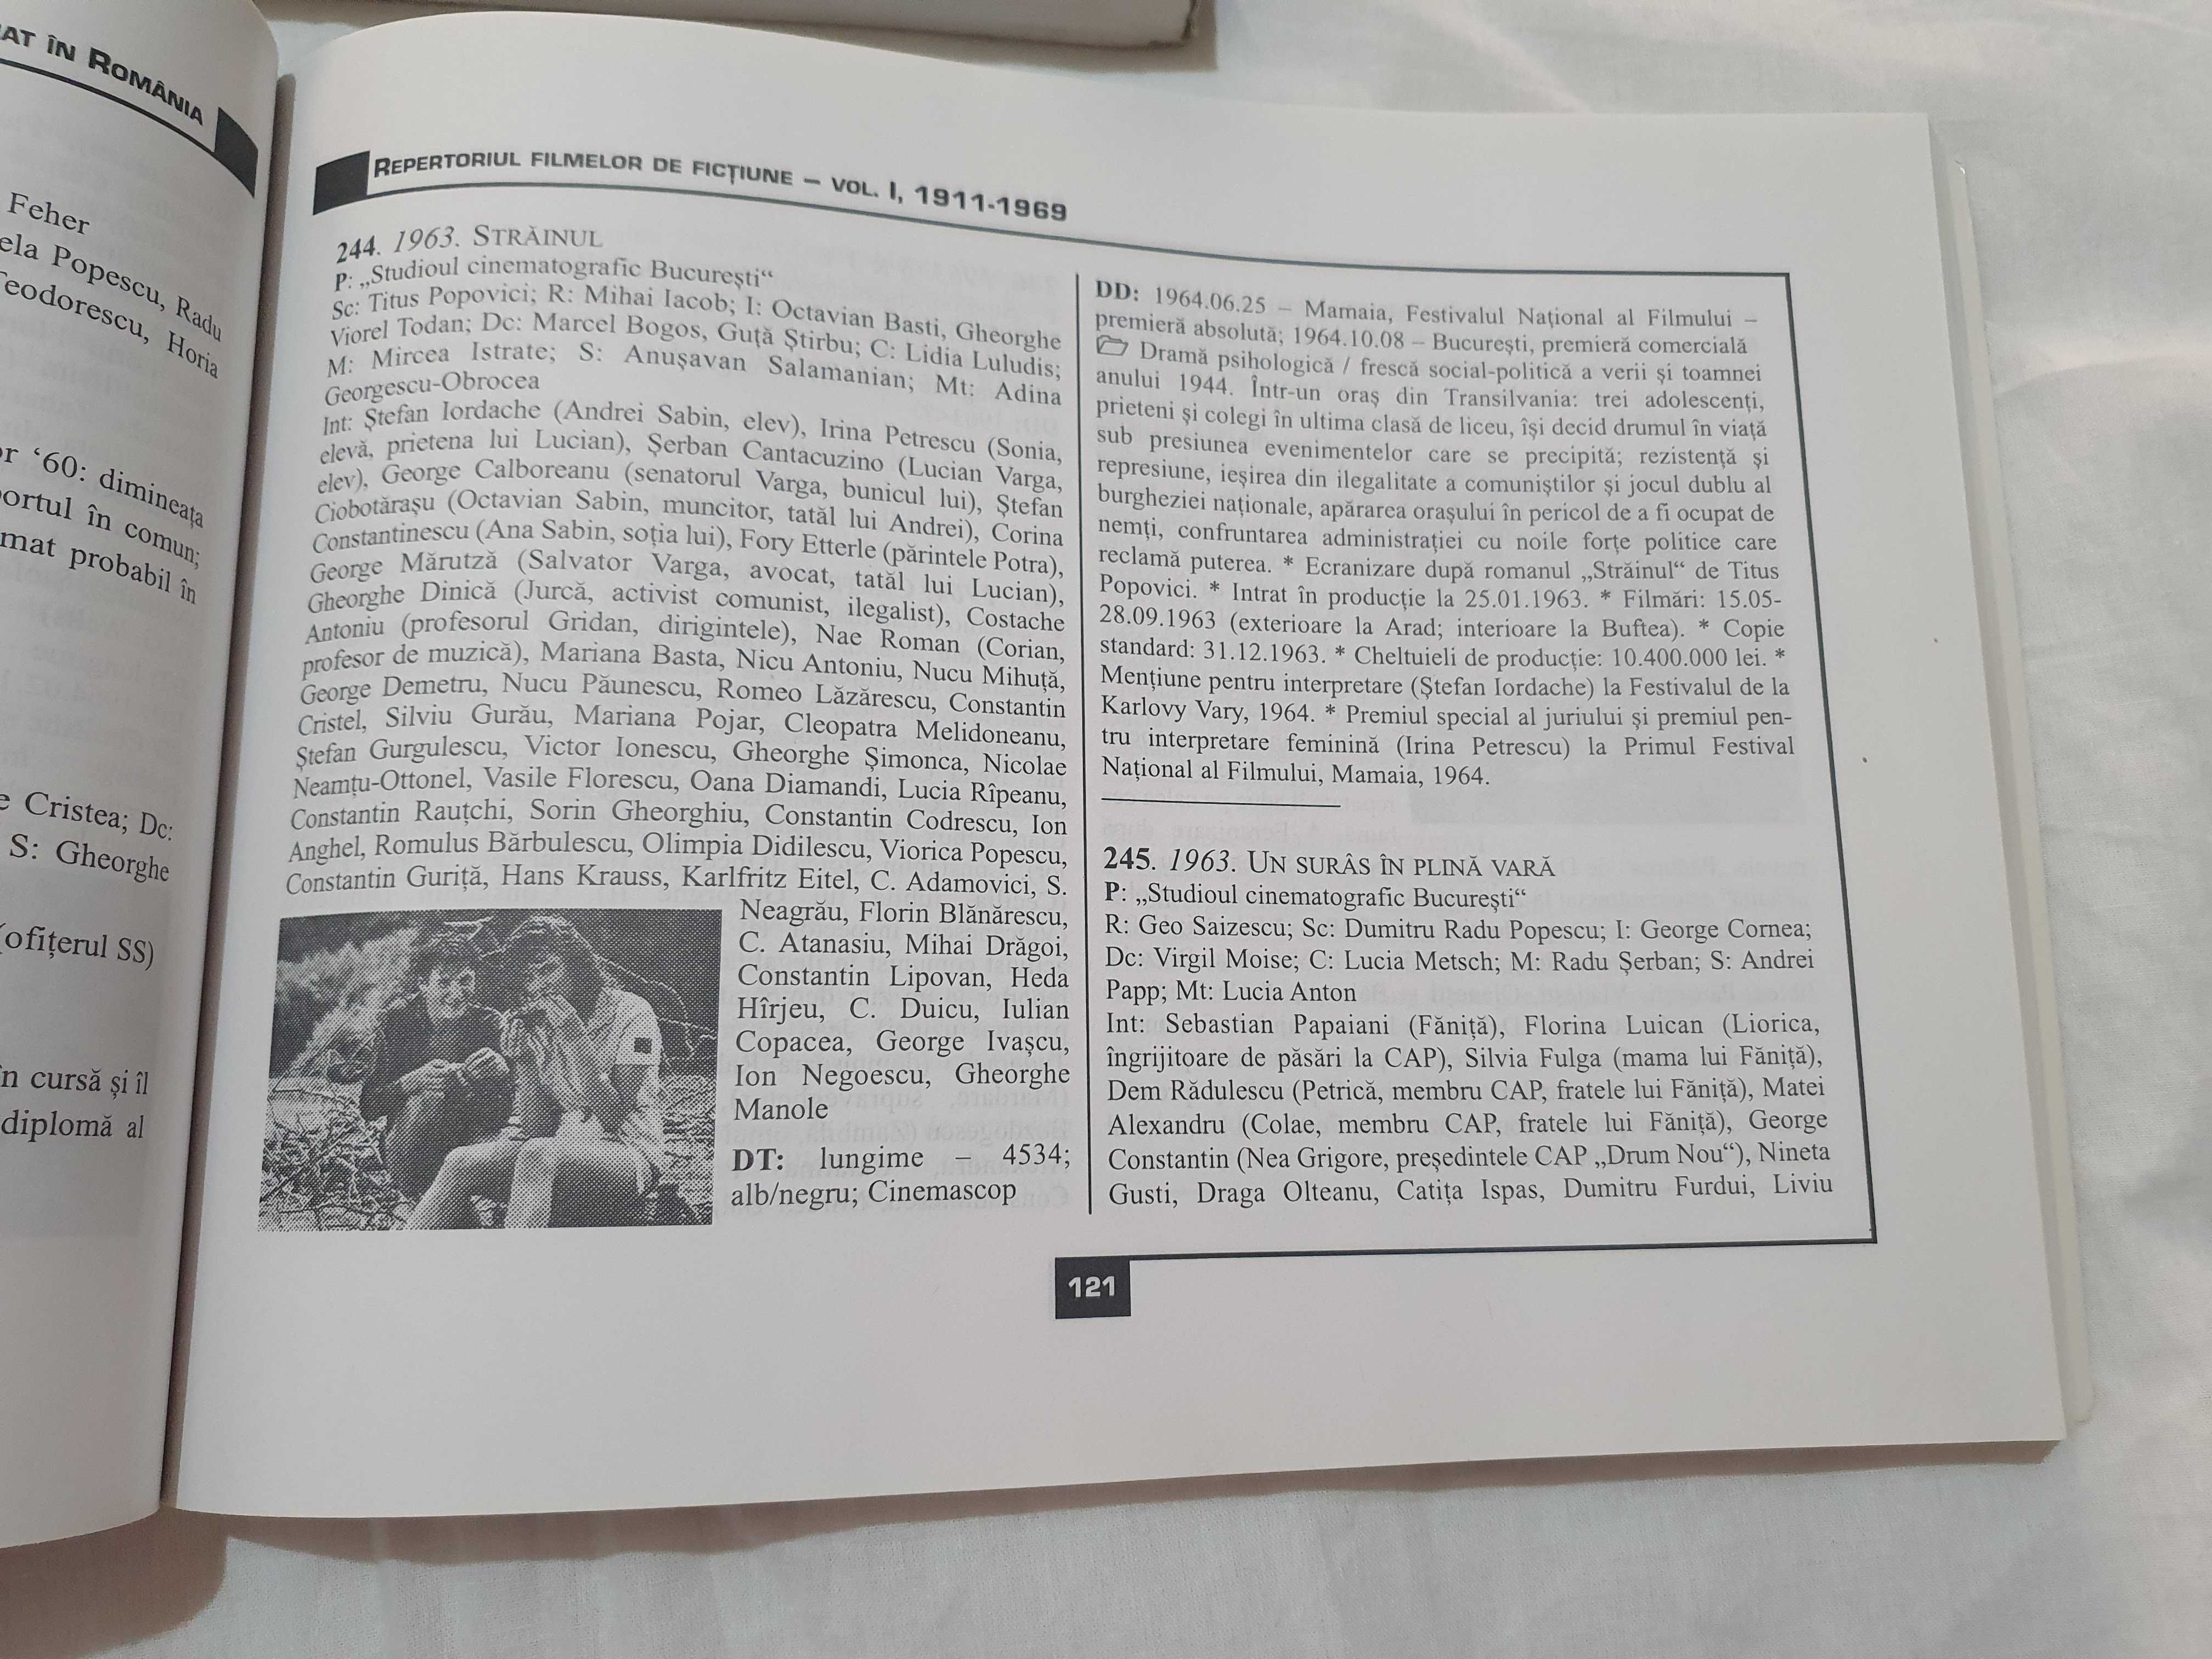 AT ÎN ROMÂNIA
Feher
ela Popescu, Radu
eodorescu, Horia
r ‘60: dimineața
ortul în comun;
mat probabil în
e Cristea; Dc:
S: Gheorghe
(ofițerul SS)
în cursă și îl
diplomă al
REPERTORIUL FILMELOR DE FICȚIUNE – VOL. I, 1911-1969
244. 1963. STRĂINUL
P: „Studioul cinematografic București“
Sc: Titus Popovici; R: Mihai Iacob; I: Octavian Basti, Gheorghe
Viorel Todan; Dc: Marcel Bogos, Guță Știrbu; C: Lidia Luludis;
M: Mircea Istrate; S: Anușavan Salamanian; Mt: Adina
Georgescu-Obrocea
Int: Ștefan Iordache (Andrei Sabin, elev), Irina Petrescu (Sonia,
elevă, prietena lui Lucian), Șerban Cantacuzino (Lucian Varga,
elev), George Calboreanu (senatorul Varga, bunicul lui), Ștefan
Ciobotărașu (Octavian Sabin, muncitor, tatăl lui Andrei), Corina
Constantinescu (Ana Sabin, soția lui), Fory Etterle (părintele Potra),
George Mărutză (Salvator Varga, avocat, tatăl lui Lucian),
Gheorghe Dinică (Jurcă, activist comunist, ilegalist), Costache
Antoniu (profesorul Gridan, dirigintele), Nae Roman (Corian,
profesor de muzică), Mariana Basta, Nicu Antoniu, Nucu Mihuță,
George Demetru, Nucu Păunescu, Romeo Lăzărescu, Constantin
Cristel, Silviu Gurău, Mariana Pojar, Cleopatra Melidoneanu,
Ștefan Gurgulescu, Victor Ionescu, Gheorghe Șimonca, Nicolae
Neamțu-Ottonel, Vasile Florescu, Oana Diamandi, Lucia Rîpeanu,
Constantin Rauțchi, Sorin Gheorghiu, Constantin Codrescu, Ion
Anghel, Romulus Bărbulescu, Olimpia Didilescu, Viorica Popescu,
Constantin Guriță, Hans Krauss, Karlfritz Eitel, C. Adamovici, S.
Neagrău, Florin Blănărescu,
C. Atanasiu, Mihai Drăgoi,
Constantin Lipovan, Heda
Hîrjeu, C. Duicu, Iulian
Copacea, George Ivașcu,
Ion Negoescu, Gheorghe
Manole
DT: lungime – 4534;
alb/negru; Cinemascop
DD: 1964.06.25 – Mamaia, Festivalul Național al Filmului –
premieră absolută; 1964.10.08 – București, premieră comercială
Dramă psihologică / frescă social-politică a verii și toamnei
anului 1944. Într-un oraș din Transilvania: trei adolescenți,
prieteni și colegi în ultima clasă de liceu, își decid drumul în viață
sub presiunea evenimentelor care se precipită; rezistență și
represiune, ieșirea din ilegalitate a comuniștilor și jocul dublu al
burgheziei naționale, apărarea orașului în pericol de a fi ocupat de
nemți, confruntarea administrației cu noile forțe politice care
reclamă puterea. * Ecranizare după romanul „Străinul“ de Titus
Popovici. * Intrat în producție la 25.01.1963. * Filmări: 15.05-
28.09.1963 (exterioare la Arad; interioare la Buftea). * Copie
standard: 31.12.1963. * Cheltuieli de producție: 10.400.000 lei. *
Mențiune pentru interpretare (Ștefan Iordache) la Festivalul de la
Karlovy Vary, 1964. * Premiul special al juriului și premiul pen-
tru interpretare feminină (Irina Petrescu) la Primul Festival
Național al Filmului, Mamaia, 1964.
245. 1963. UN SURÂS ÎN PLINĂ VARĂ
P: „Studioul cinematografic București“
R: Geo Saizescu; Sc: Dumitru Radu Popescu; I: George Cornea;
Dc: Virgil Moise; C: Lucia Metsch; M: Radu Șerban; S: Andrei
Papp; Mt: Lucia Anton
Int: Sebastian Papaiani (Făniță), Florina Luican (Liorica,
îngrijitoare de păsări la CAP), Silvia Fulga (mama lui Făniță),
Dem Rădulescu (Petrică, membru CAP, fratele lui Făniță), Matei
Alexandru (Colae, membru CAP, fratele lui Făniță), George
Constantin (Nea Grigore, președintele CAP „Drum Nou“), Nineta
Gusti, Draga Olteanu, Catița Ispas, Dumitru Furdui, Liviu
121